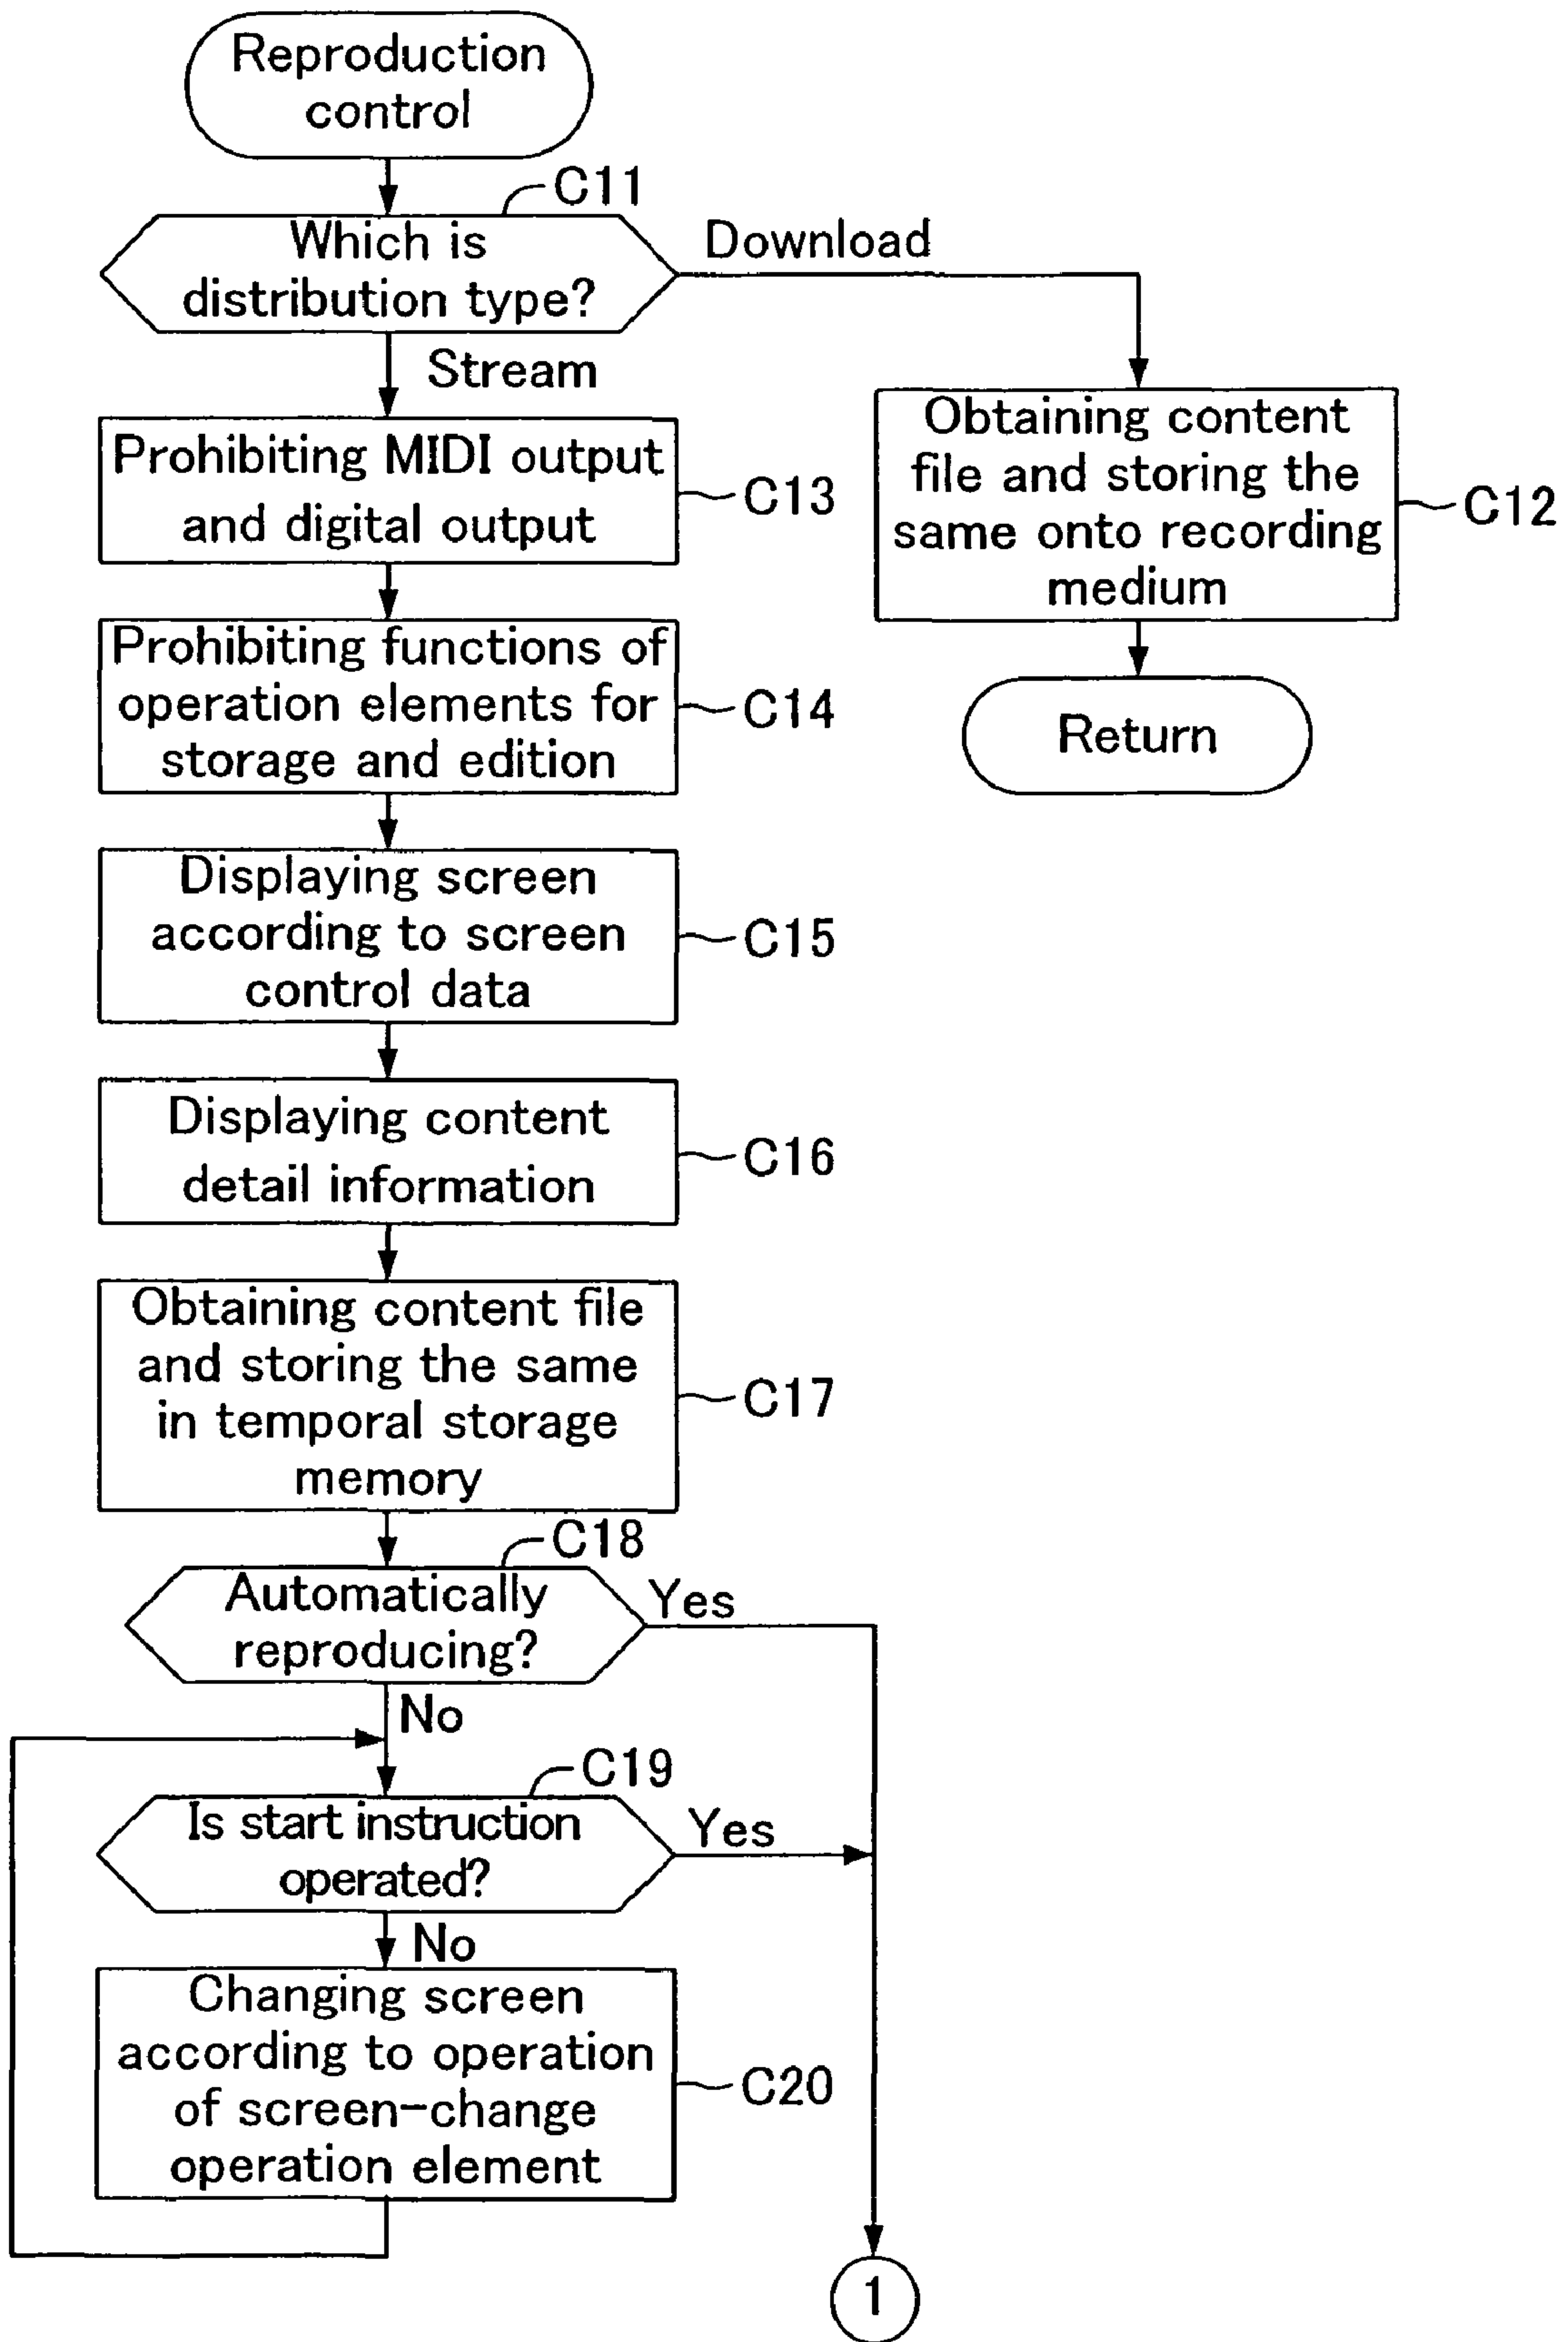 Reproduction
control
C11
Which is
distribution type?
Download
Stream
Obtaining content
file and storing the
same onto recording
medium
C12
Return
Prohibiting MIDI output
and digital output
C13
Prohibiting functions of
operation elements for
storage and edition
C14
Displaying screen
according to screen
control data
C15
Displaying content
detail information
C16
Obtaining content file
and storing the same
in temporal storage
memory
C17
C18
Automatically
reproducing?
Yes
No
C19
Is start instruction
operated?
Yes
No
Changing screen
according to operation
of screen-change
operation element
C20
1